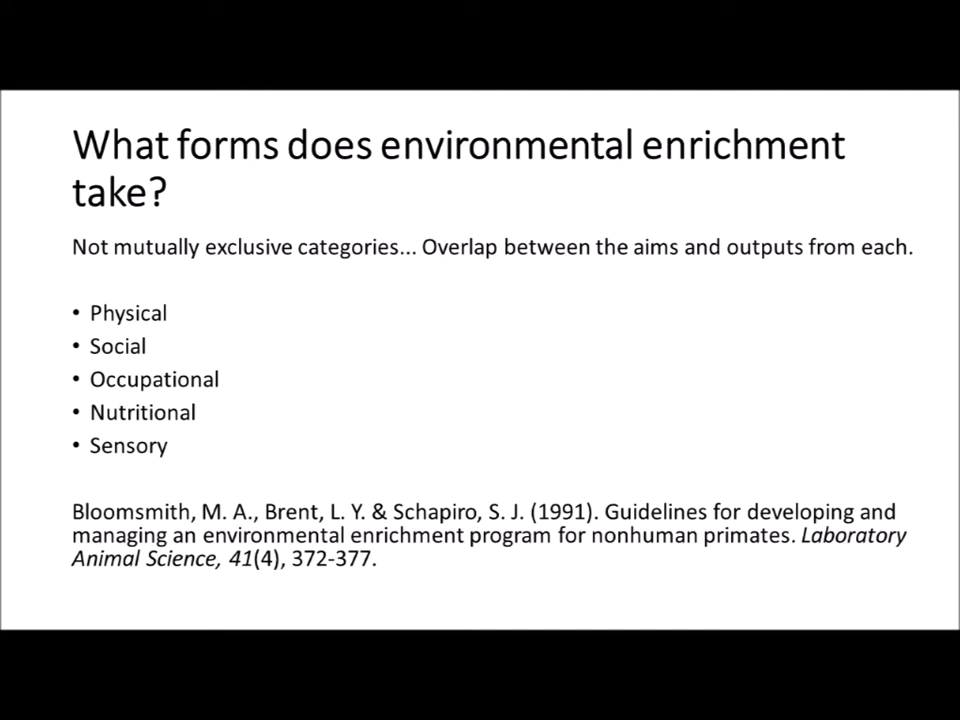 What forms does environmental enrichment
take?
Not mutually exclusive categories... Overlap between the aims and outputs from each.
• Physical
• Social
• Occupational
• Nutritional
• Sensory
Bloomsmith, M. A., Brent, L. Y. & Schapiro, S. J. (1991). Guidelines for developing and
managing an environmental enrichment program for nonhuman primates. Laboratory
Animal Science, 41(4), 372-377.